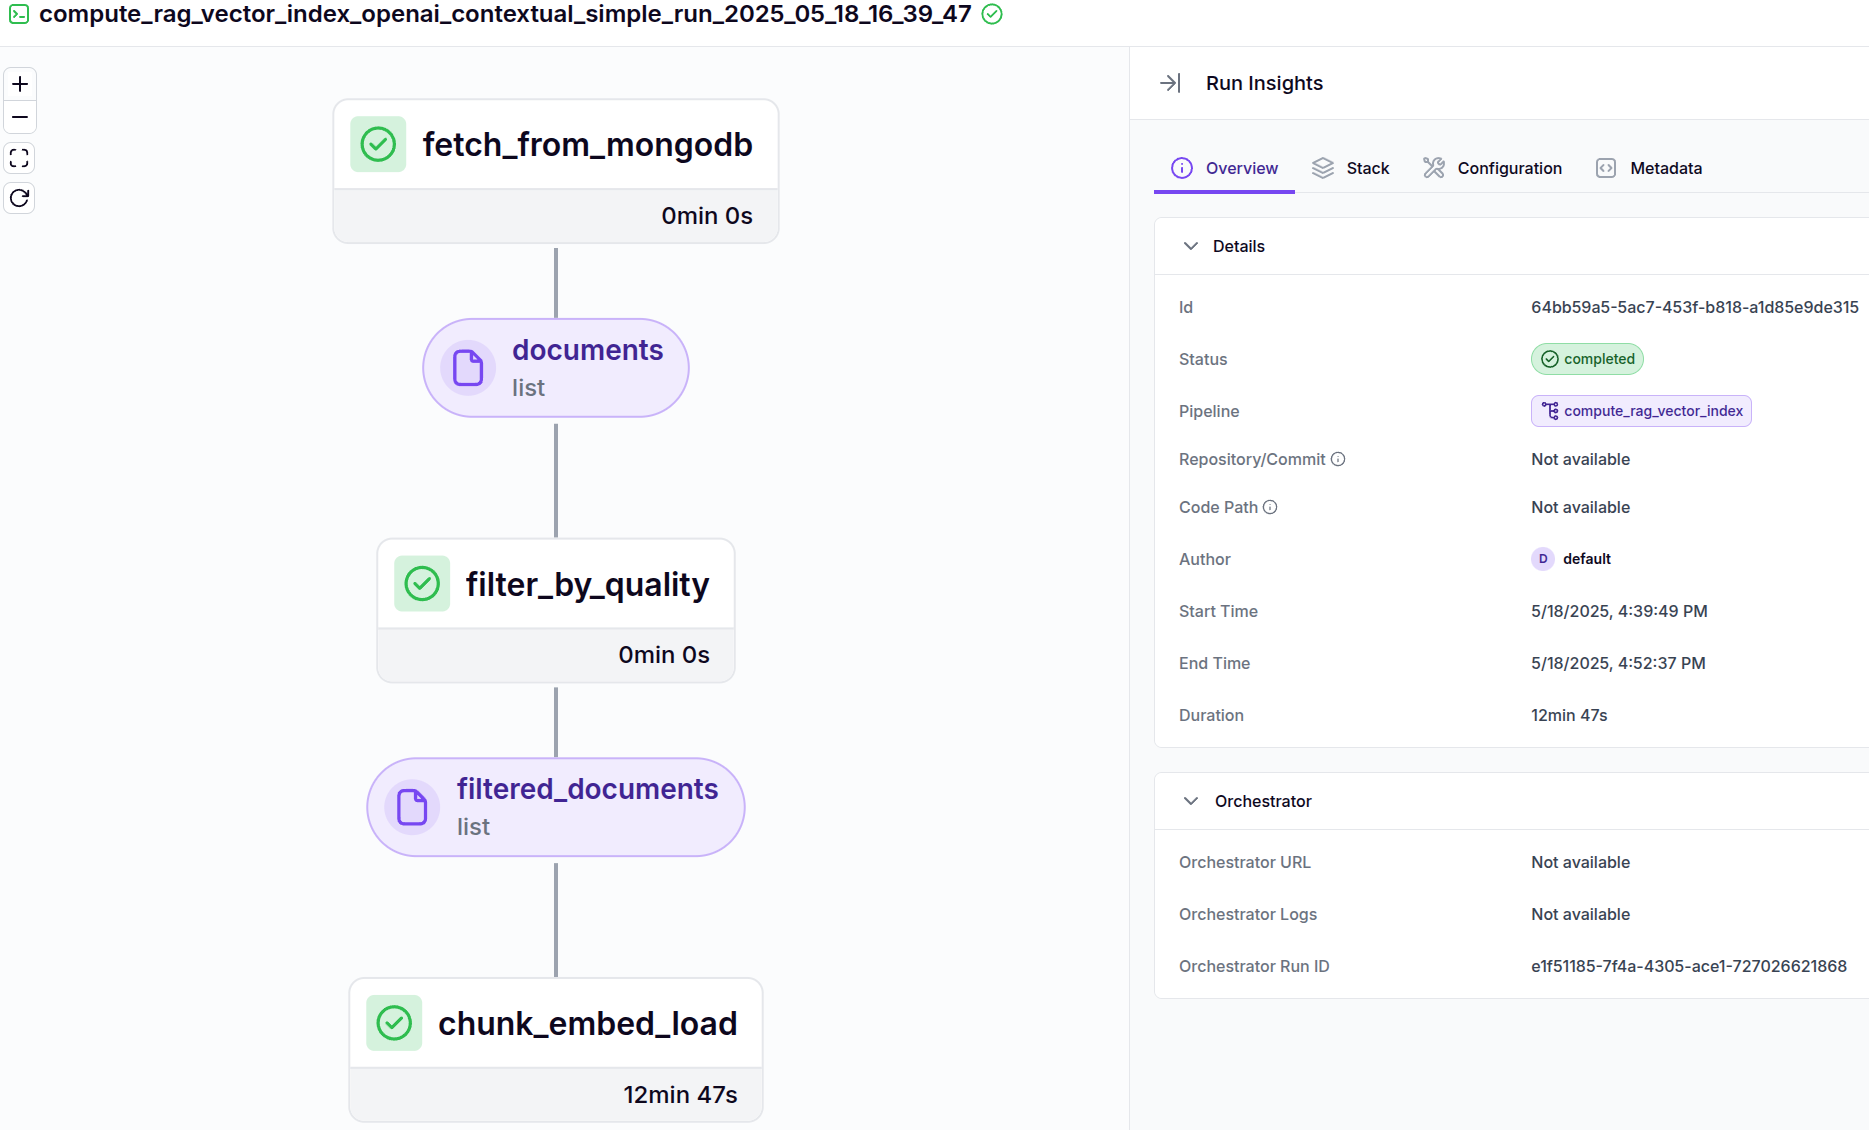 compute_rag_vector_index_openai_contextual_simple_run_2025_05_18_16_39_47
fetch_from_mongodb
0min 0s
documents
list
filter_by_quality
0min 0s
filtered_documents
list
chunk_embed_load
12min 47s
Run Insights
Overview Stack Configuration Metadata
Details
Id 64bb59a5-5ac7-453f-b818-a1d85e9de315
Status completed
Pipeline compute_rag_vector_index
Repository/Commit Not available
Code Path Not available
Author D default
Start Time 5/18/2025, 4:39:49 PM
End Time 5/18/2025, 4:52:37 PM
Duration 12min 47s
Orchestrator
Orchestrator URL Not available
Orchestrator Logs Not available
Orchestrator Run ID e1f51185-7f4a-4305-ace1-727026621868